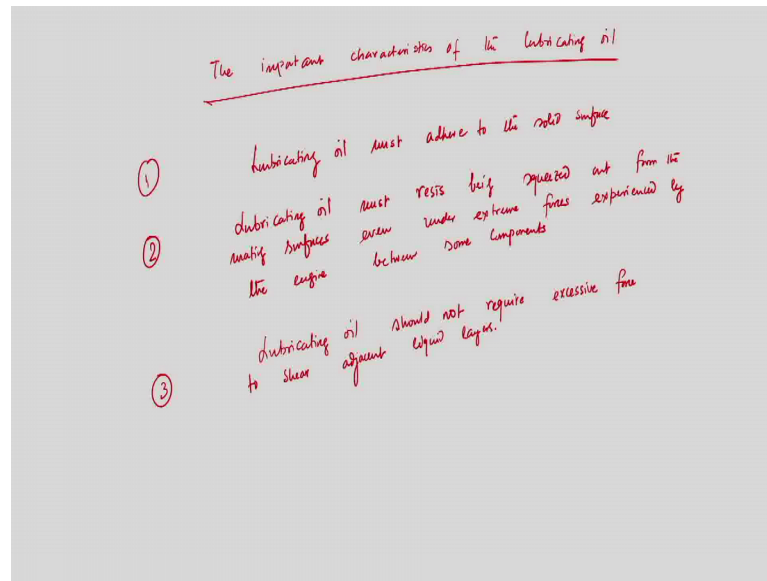 The important characteristics of the lubricating oil
① Lubricating oil must adhere to the solid surface
② Lubricating oil must resis being squeezed out from the
mating surfaces even under extreme forces experienced by
the engine between some components
③ Lubricating oil should not require excessive force
to shear adjacent liquid layers.